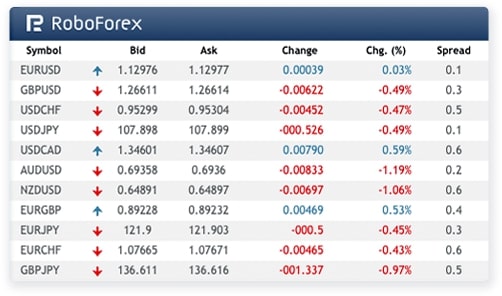 RoboForex
Symbol Bid Ask Change Chg. (%) Spread
EURUSD 1.12976 1.12977 0.00039 0.03% 0.1
GBPUSD 1.26611 1.26614 -0.00622 -0.49% 0.3
USDCHF 0.95299 0.95304 -0.00452 -0.47% 0.5
USDJPY 107.898 107.899 -000.526 -0.49% 0.1
USDCAD 1.34601 1.34607 0.00790 0.59% 0.6
AUDUSD 0.69358 0.6936 -0.00833 -1.19% 0.2
NZDUSD 0.64891 0.64897 -0.00697 -1.06% 0.6
EURGBP 0.89228 0.89232 0.00469 0.53% 0.4
EURJPY 121.9 121.903 -000.5 -0.45% 0.3
EURCHF 1.07665 1.07671 -0.00465 -0.43% 0.6
GBPJPY 136.611 136.616 -001.337 -0.97% 0.5